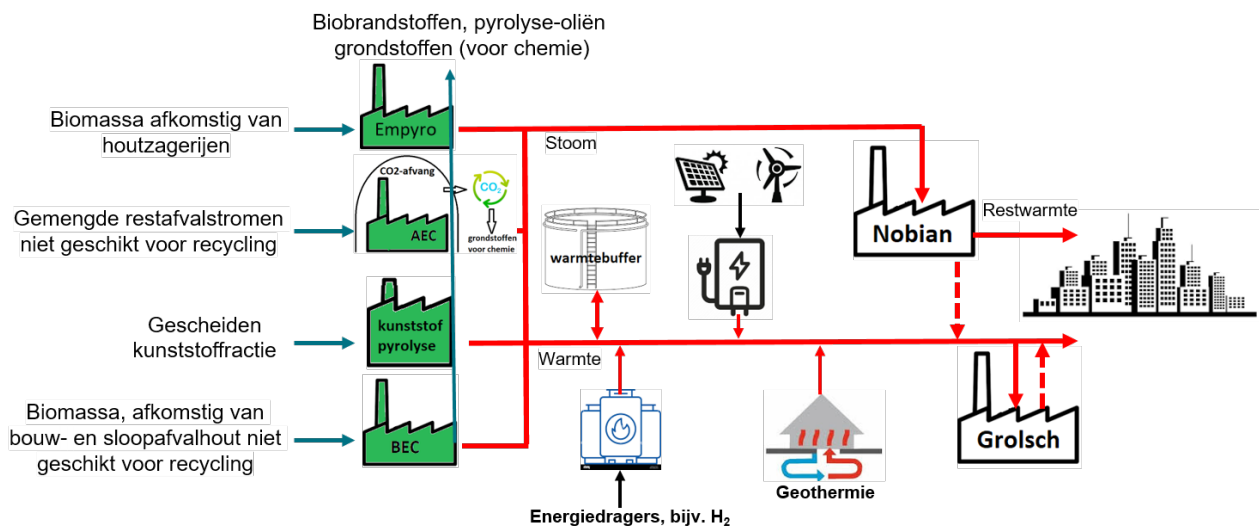 Biobrandstoffen, pyrolyse-oliën
grondstoffen (voor chemie)
Biomassa afkomstig van
houtzagerijen
Empyro
Stoom
CO2-afvang
CO2
AEC
grondstoffen
voor chemie
Gemengde restafvalstromen
niet geschikt voor recycling
warmtebuffer
Nobian
Restwarmte
Gescheiden
kunststoffractie
kunststof
pyrolyse
Warmte
Biomassa, afkomstig van
bouw- en sloopafvalhout niet
geschikt voor recycling
BEC
Grolsch
Geothermie
Energiedragers, bijv. H₂